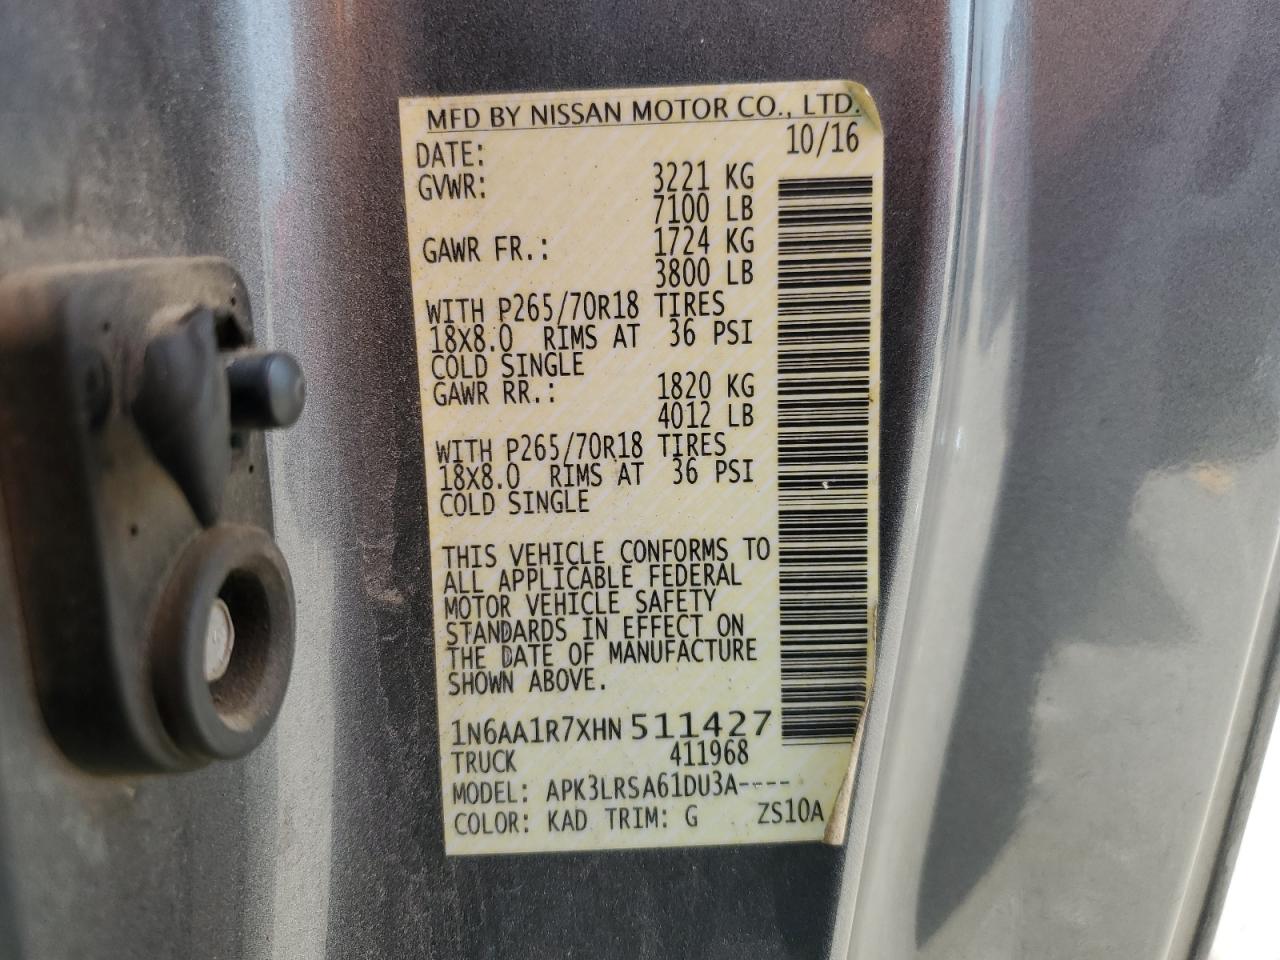 MFD BY NISSAN MOTOR CO., LTD.
DATE: 10/16
GVWR: 3221 KG
7100 LB
GAWR FR.: 1724 KG
3800 LB
WITH P265/70R18 TIRES
18X8.0 RIMS AT 36 PSI
COLD SINGLE
GAWR RR.: 1820 KG
4012 LB
WITH P265/70R18 TIRES
18X8.0 RIMS AT 36 PSI
COLD SINGLE
THIS VEHICLE CONFORMS TO
ALL APPLICABLE FEDERAL
MOTOR VEHICLE SAFETY
STANDARDS IN EFFECT ON
THE DATE OF MANUFACTURE
SHOWN ABOVE.
1N6AA1R7XHN 511427
TRUCK 411968
MODEL: APK3LRSA61DU3A----
COLOR: KAD TRIM: G ZS10A